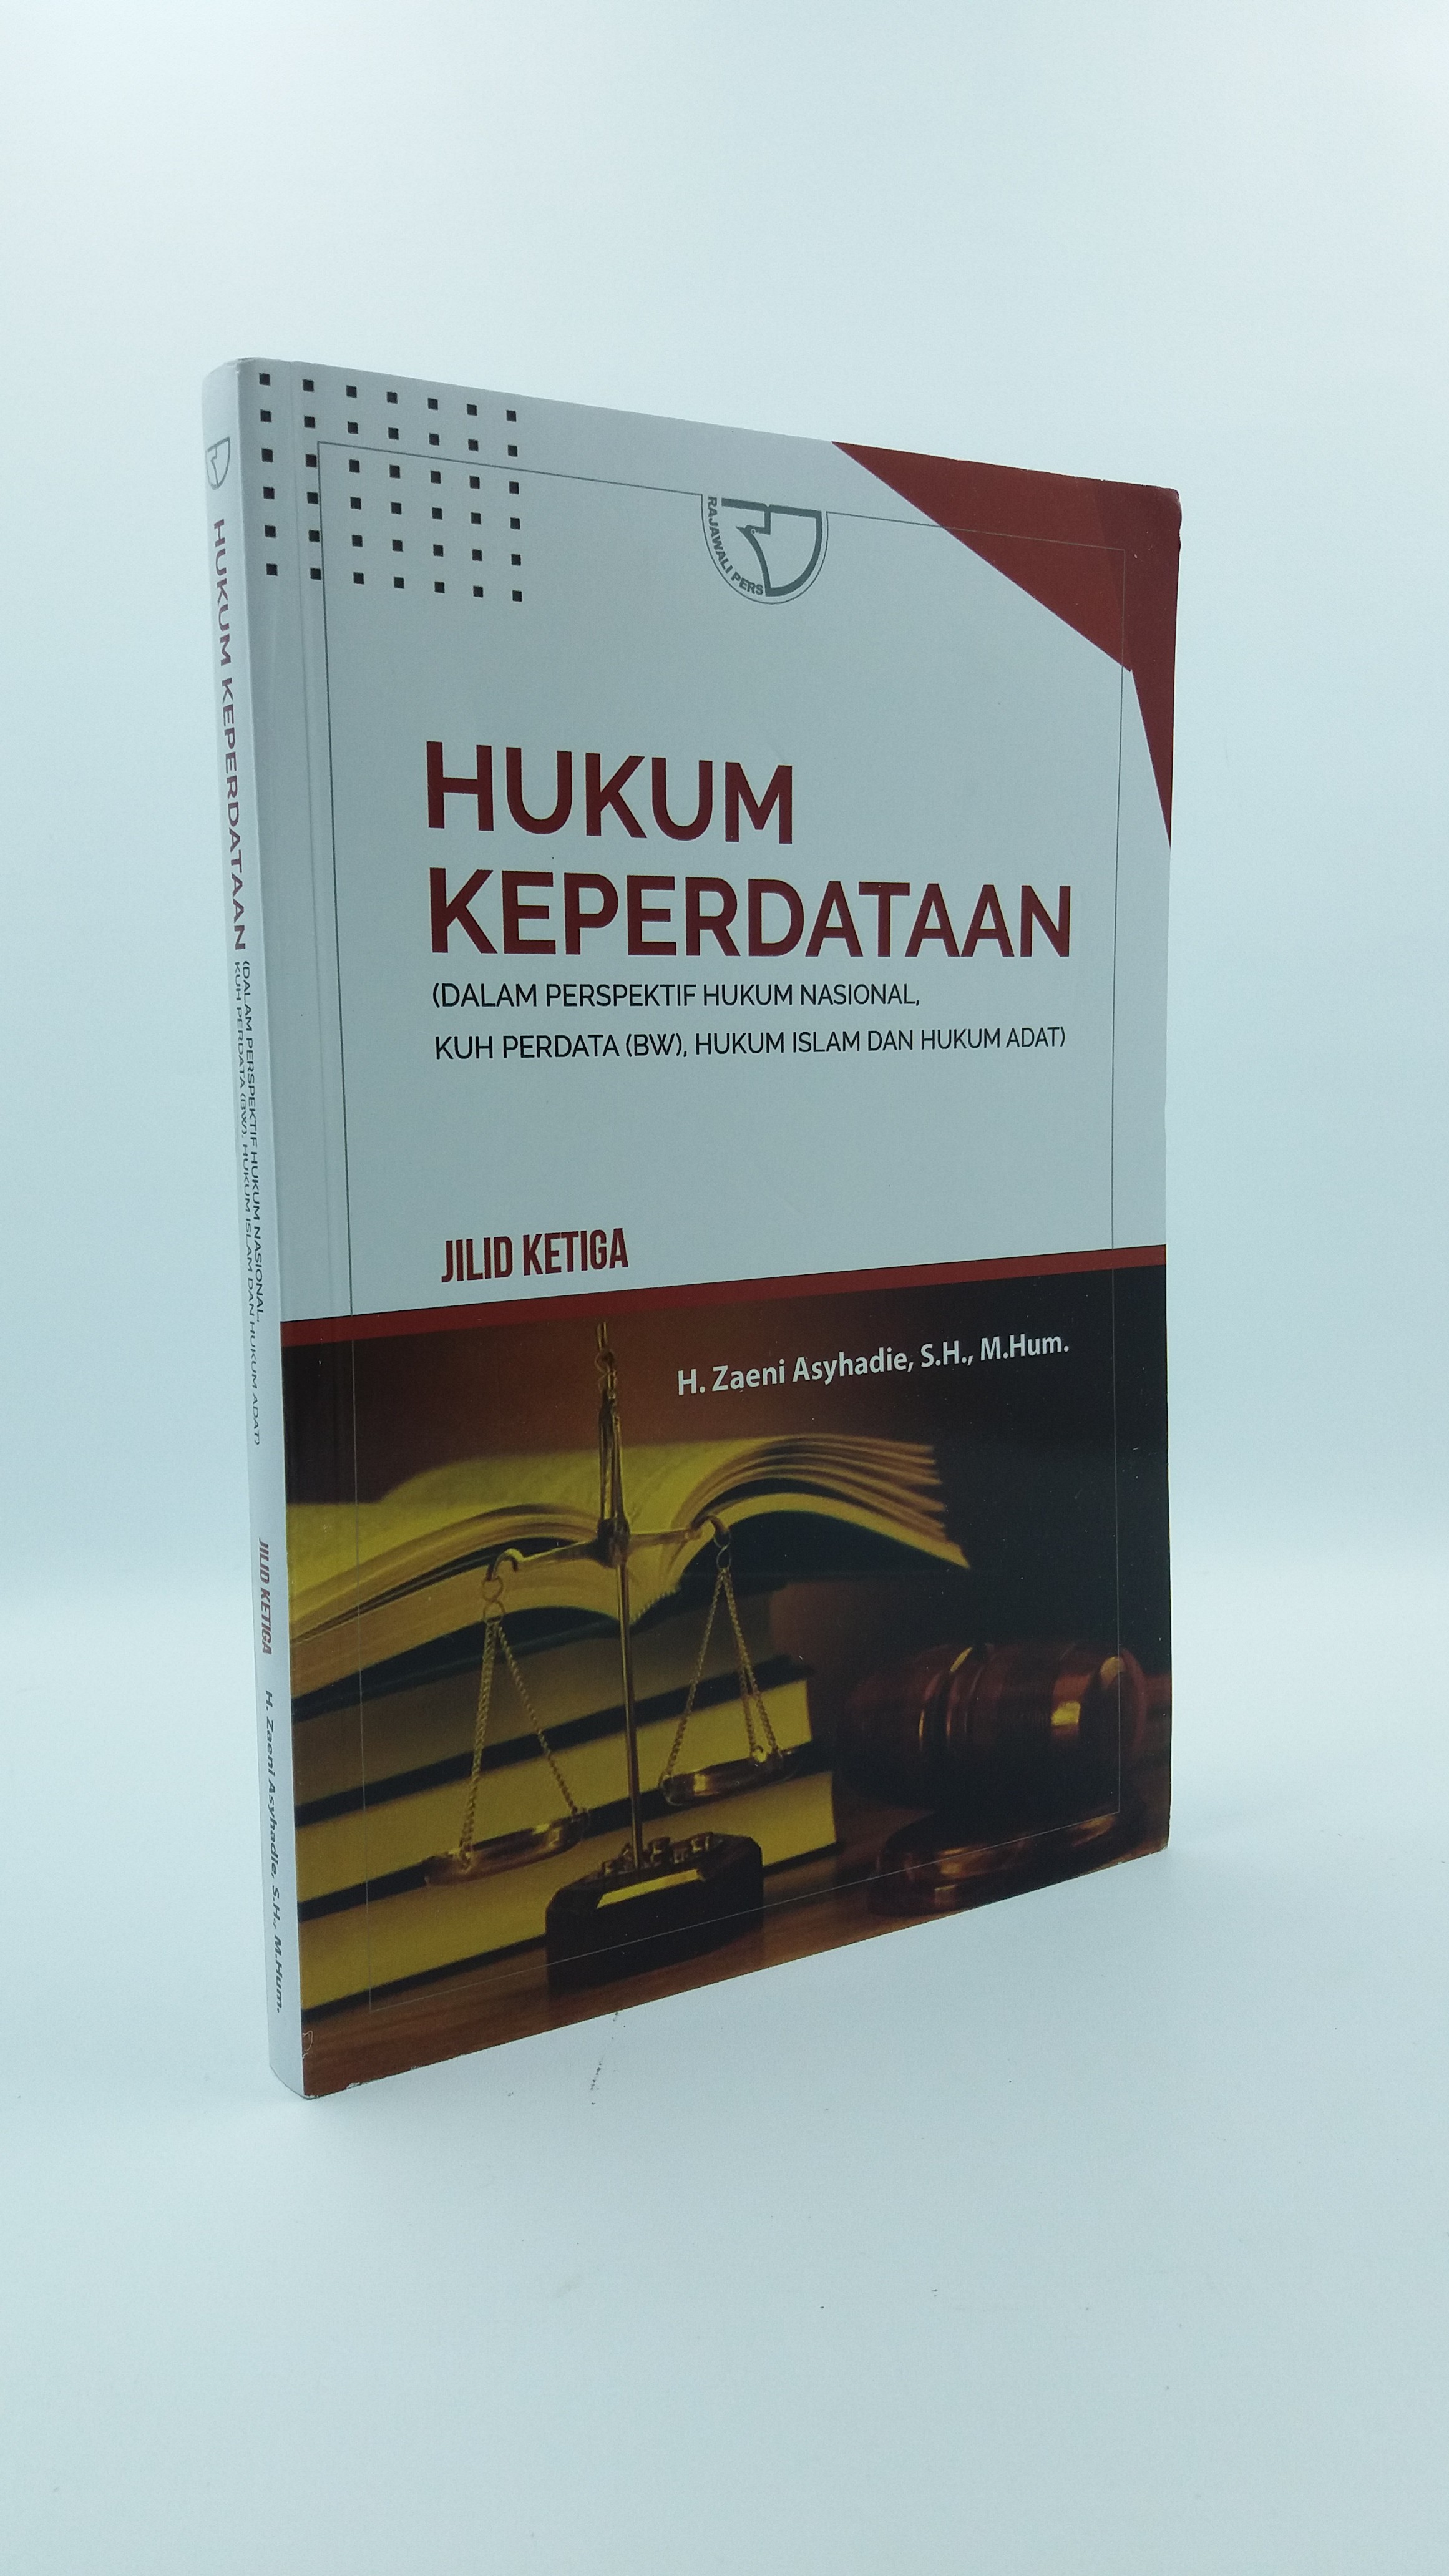 RAJAWALI PERS
HUKUM
KEPERDATAAN
(DALAM PERSPEKTIF HUKUM NASIONAL,
KUH PERDATA (BW), HUKUM ISLAM DAN HUKUM ADAT)
JILID KETIGA
H. Zaeni Asyhadie, S.H., M.Hum.
HUKUM KEPERDATAAN
(DALAM PERSPEKTIF HUKUM NASIONAL,
KUH PERDATA (BW), HUKUM ISLAM DAN HUKUM ADAT)
JILID KETIGA
H. Zaeni Asyhadie, S.H., M.Hum.